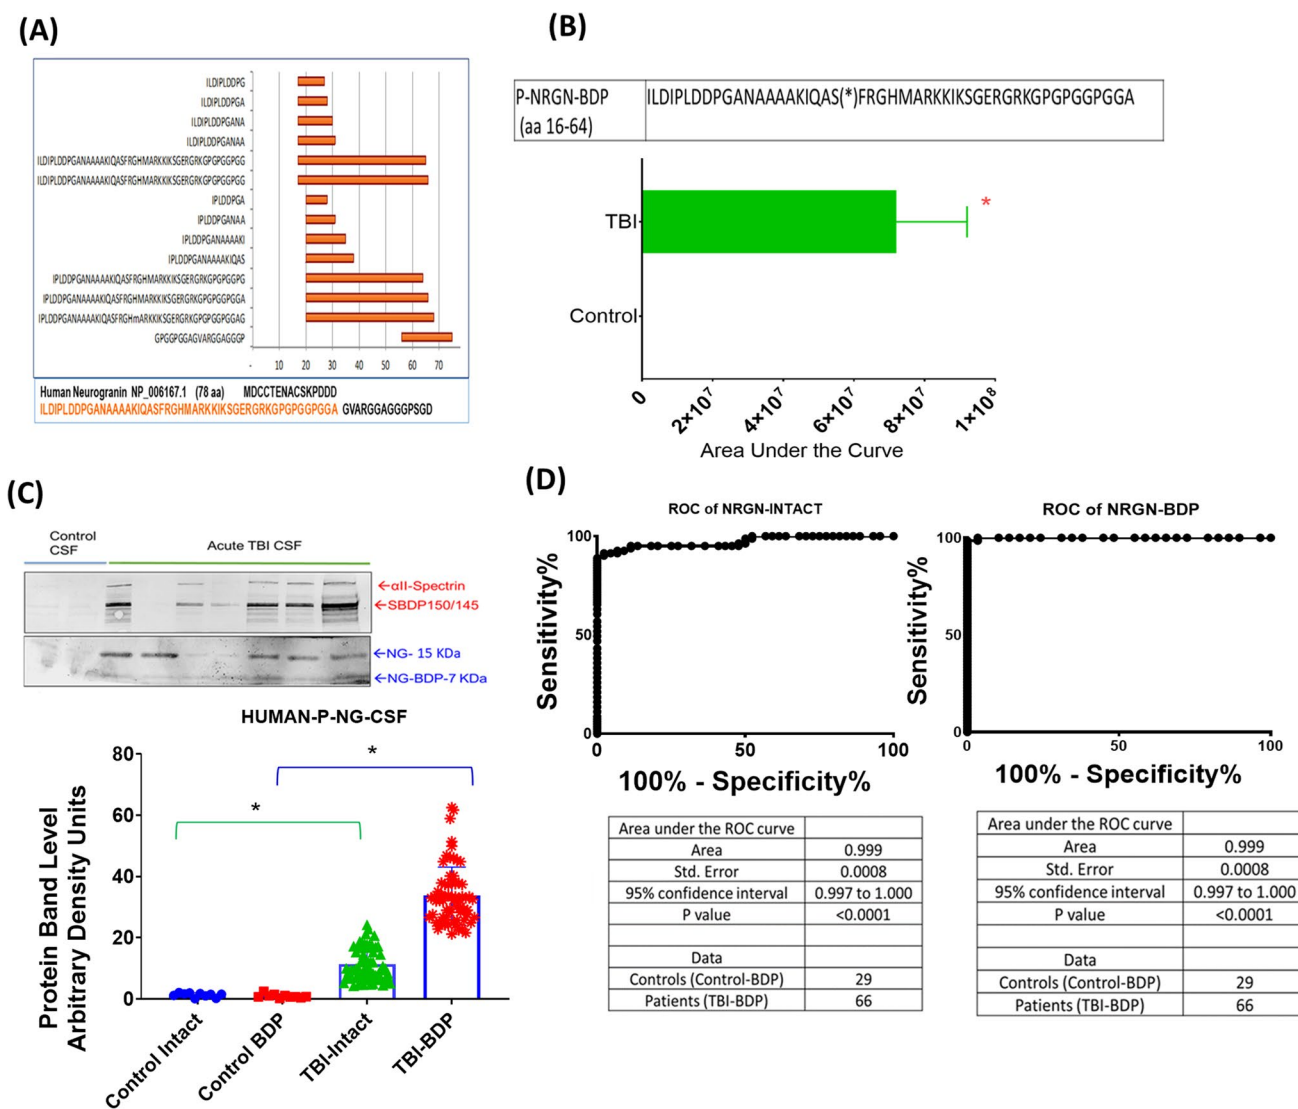 (A)
ILDIPLDDPG
ILDIPLDDPGA
ILDIPLDDPGANA
ILDIPLDDPGANAA
ILDIPLDDPGANAAAAKIQASFRGHMARKKIKSGERGRKGPGPGGPGG
ILDIPLDDPGANAAAAKIQASFRGHMARKKIKSGERGRKGPGPGGPGG
IPLDDPGA
IPLDDPGANAA
IPLDDPGANAAAAKI
IPLDDPGANAAAAKIQAS
IPLDDPGANAAAAKIQASFRGHMARKKIKSGERGRKGPGPGGPG
IPLDDPGANAAAAKIQASFRGHMARKKIKSGERGRKGPGPGGPGGA
IPLDDPGANAAAAKIQASFRGHmARKKIKSGERGRKGPGPGGPGGAG
GPGGPGGAGVARGGAGGGP
- 10 20 30 40 50 60 70
Human Neurogranin NP_006167.1 (78 aa) MDCCTENACSKPDDD
ILDIPLDDPGANAAAAKIQASFRGHMARKKIKSGERGRKGPGPGGPGGA GVARGGAGGGPSGD
(B)
P-NRGN-BDP
(aa 16-64)
ILDIPLDDPGANAAAAKIQAS(*)FRGHMARKKIKSGERGRKGPGPGGPGGA
TBI
*
Control
0 2×10⁷ 4×10⁷ 6×10⁷ 8×10⁷ 1×10⁸
Area Under the Curve
(C)
Control
CSF
Acute TBI CSF
←αII-Spectrin
←SBDP150/145
←NG- 15 KDa
←NG-BDP-7 KDa
HUMAN-P-NG-CSF
Protein Band Level
Arbitrary Density Units
80
60
40
20
0
*
*
Control Intact
Control BDP
TBI-Intact
TBI-BDP
(D)
ROC of NRGN-INTACT
Sensitivity%
100
50
0
0 50 100
100% - Specificity%
Area under the ROC curve
Area 0.999
Std. Error 0.0008
95% confidence interval 0.997 to 1.000
P value <0.0001
Data
Controls (Control-BDP) 29
Patients (TBI-BDP) 66
ROC of NRGN-BDP
Sensitivity%
100
50
0
0 50 100
100% - Specificity%
Area under the ROC curve
Area 0.999
Std. Error 0.0008
95% confidence interval 0.997 to 1.000
P value <0.0001
Data
Controls (Control-BDP) 29
Patients (TBI-BDP) 66